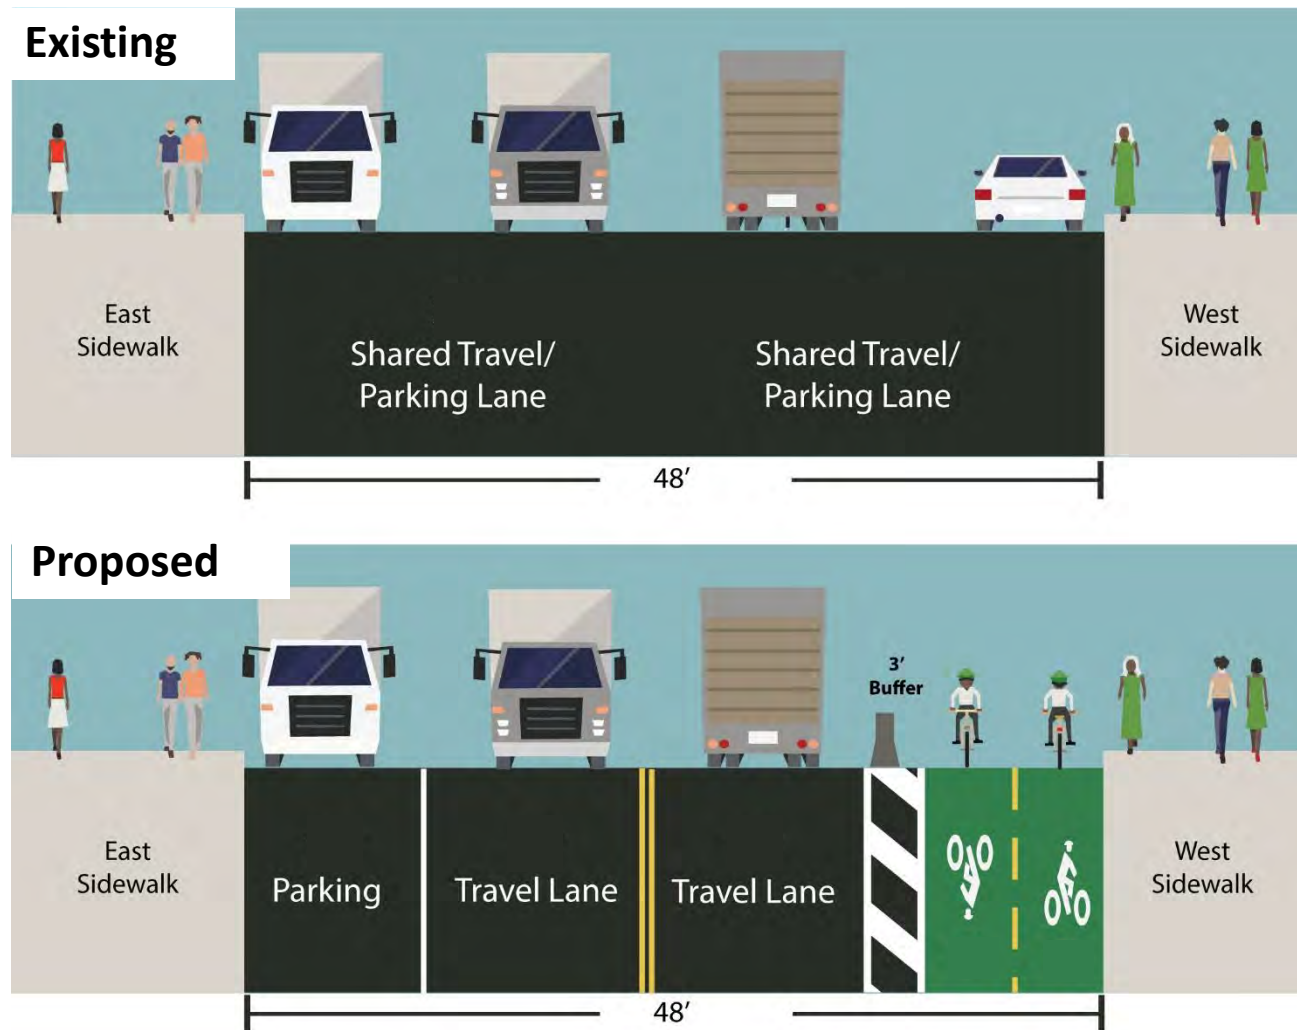 Existing
East
Sidewalk
Shared Travel/
Parking Lane
Shared Travel/
Parking Lane
West
Sidewalk
48’
Proposed
3’
Buffer
East
Sidewalk
Parking
Travel Lane
Travel Lane
West
Sidewalk
48’